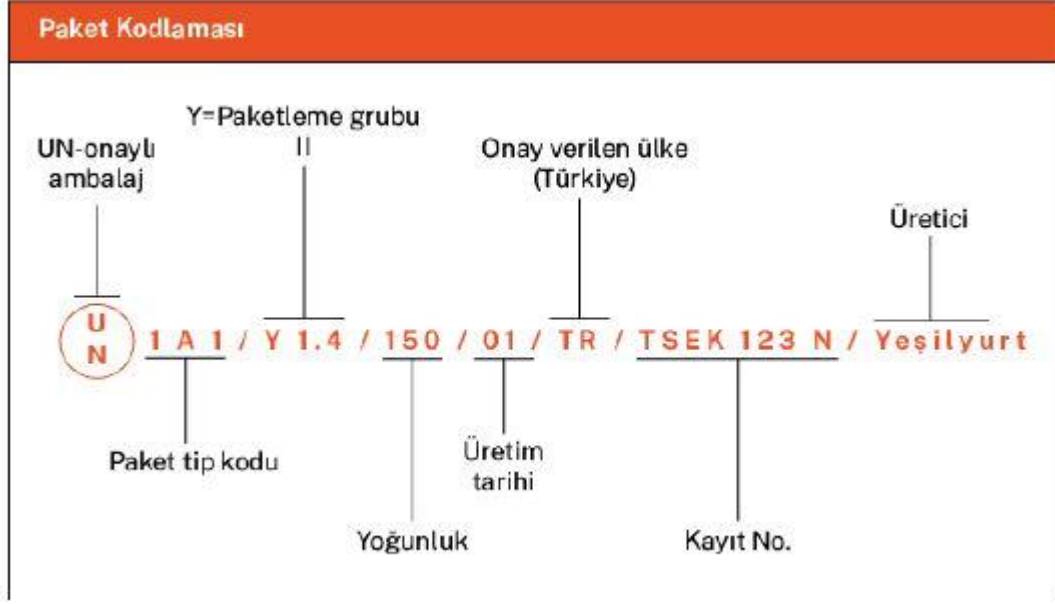 Paket Kodlaması
Y=Paketleme grubu
II
UN-onaylı
ambalaj
Onay verilen ülke
(Türkiye)
Üretici
U
N
1 A 1 / Y 1.4 / 150 / 01 / TR / TSEK 123 N / Yeşilyurt
Paket tip kodu
Üretim
tarihi
Yoğunluk
Kayıt No.